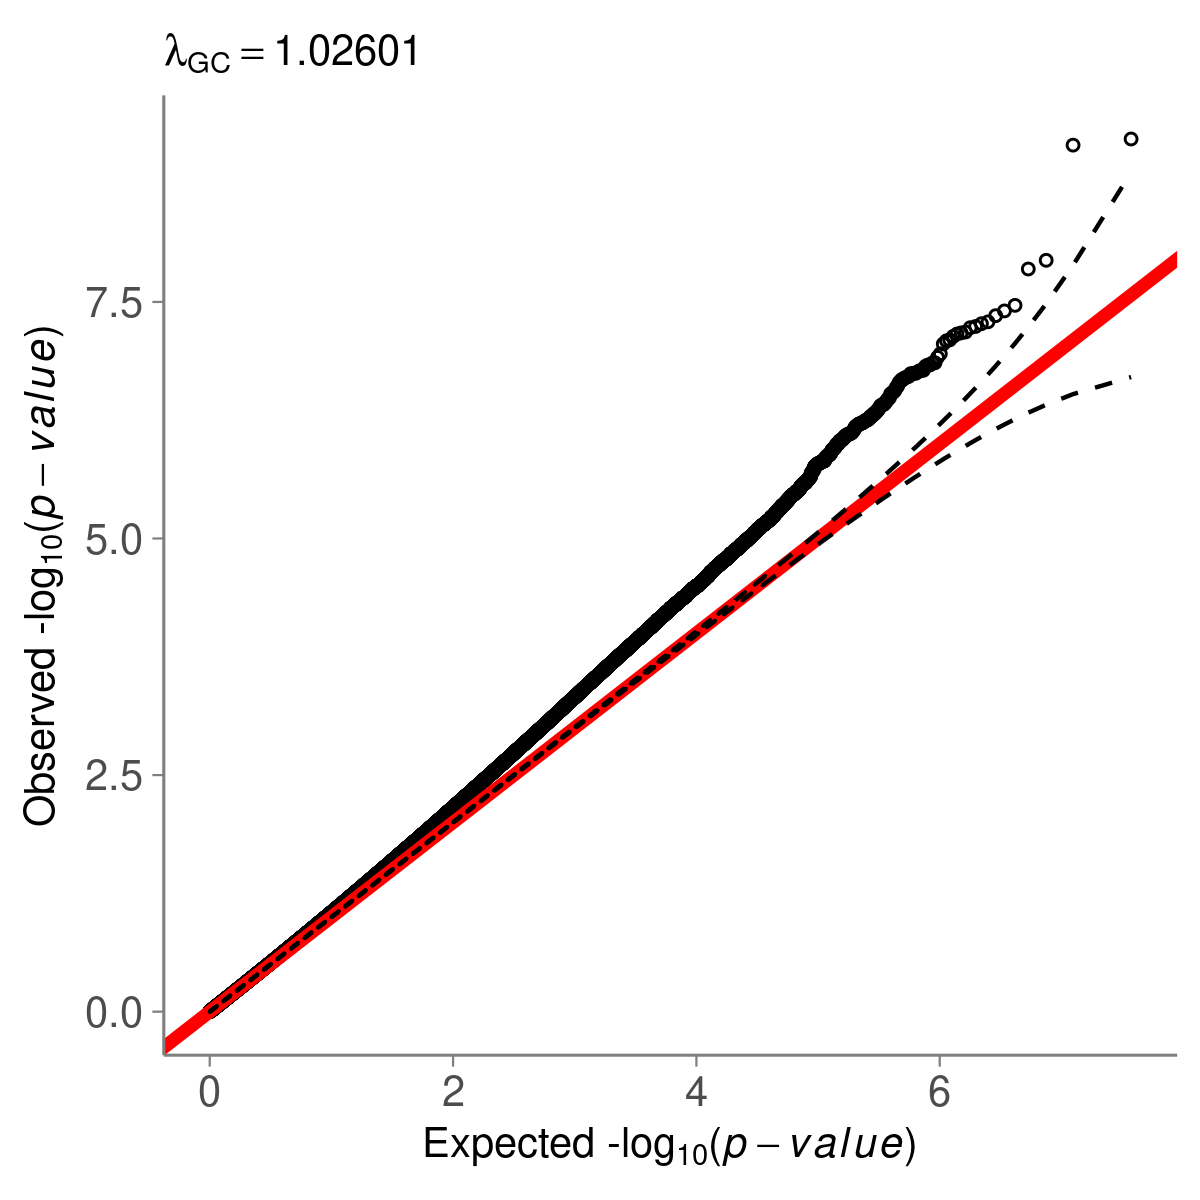 λGC = 1.02601
Observed -log10(p − value)
7.5
5.0
2.5
0.0
0 2 4 6
Expected -log10(p − value)